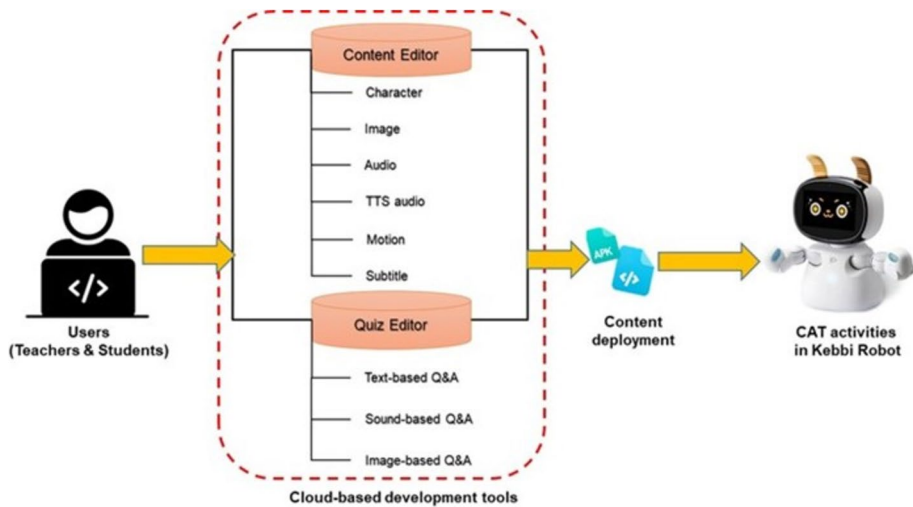 Content Editor
Character
Image
Audio
TTS audio
Motion
Subtitle
Quiz Editor
Text-based Q&A
Sound-based Q&A
Image-based Q&A
Cloud-based development tools
</>
Users
(Teachers & Students)
APK
</>
Content
deployment
CAT activities
in Kebbi Robot